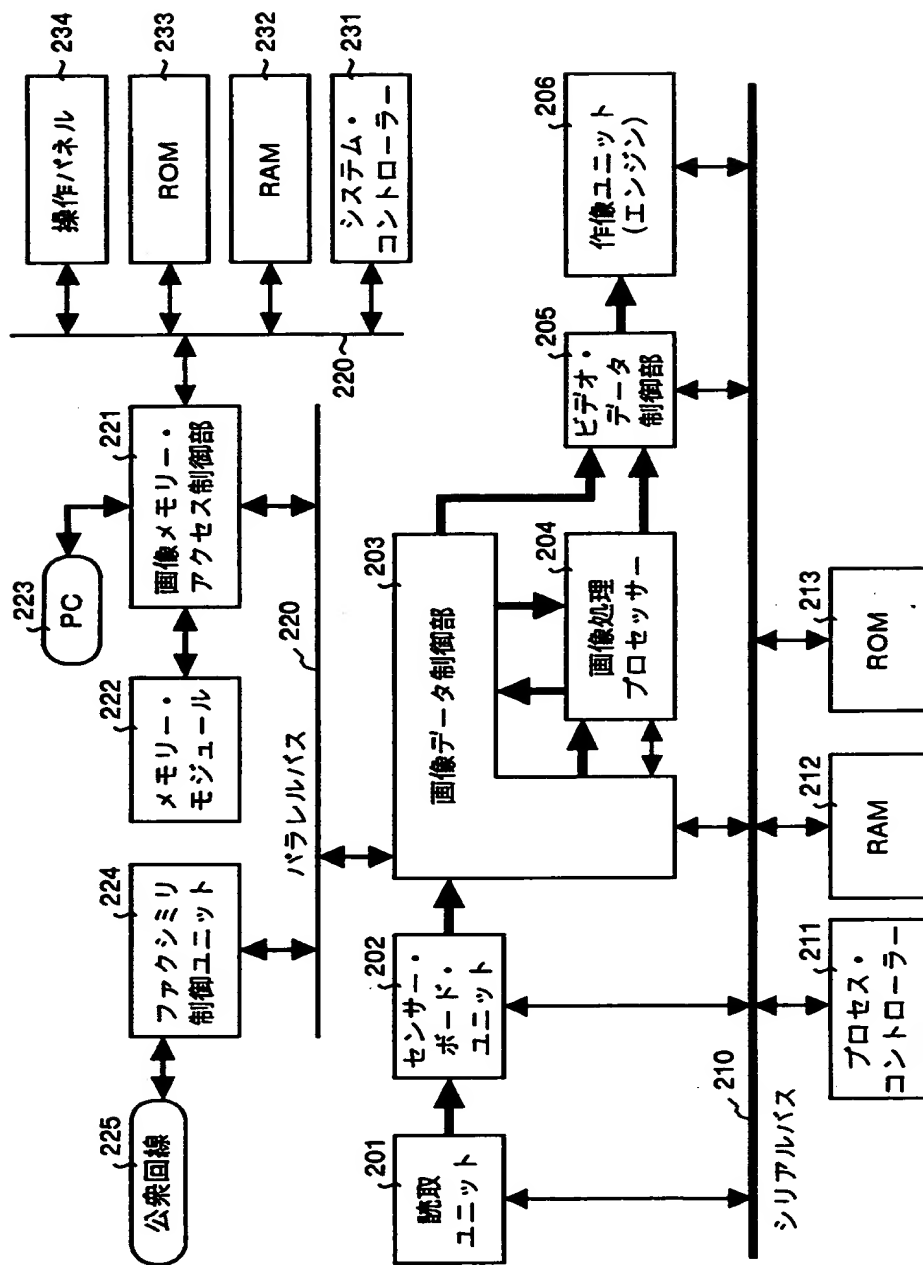 225
公衆回線
224
ファクシミリ
制御ユニット
222
メモリー・
モジュール
223
PC
221
画像メモリー・
アクセス制御部
234
操作パネル
233
ROM
232
RAM
231
システム・
コントローラー
220
パラレルバス
220
201
読取
ユニット
202
センサー・
ボード・
ユニット
203
画像データ制御部
204
画像処理
プロセッサー
205
ビデオ・
データ
制御部
206
作像ユニット
(エンジン)
210
シリアルバス
211
プロセス・
コントローラー
212
RAM
213
ROM